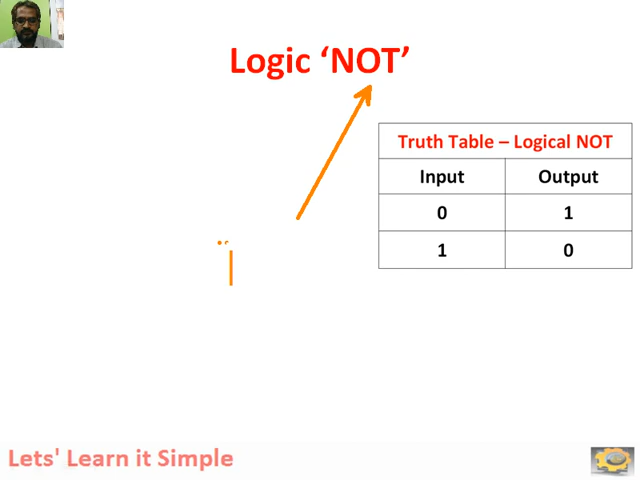 Logic ‘NOT’
Truth Table – Logical NOT
Input Output
0 1
1 0
Lets' Learn it Simple